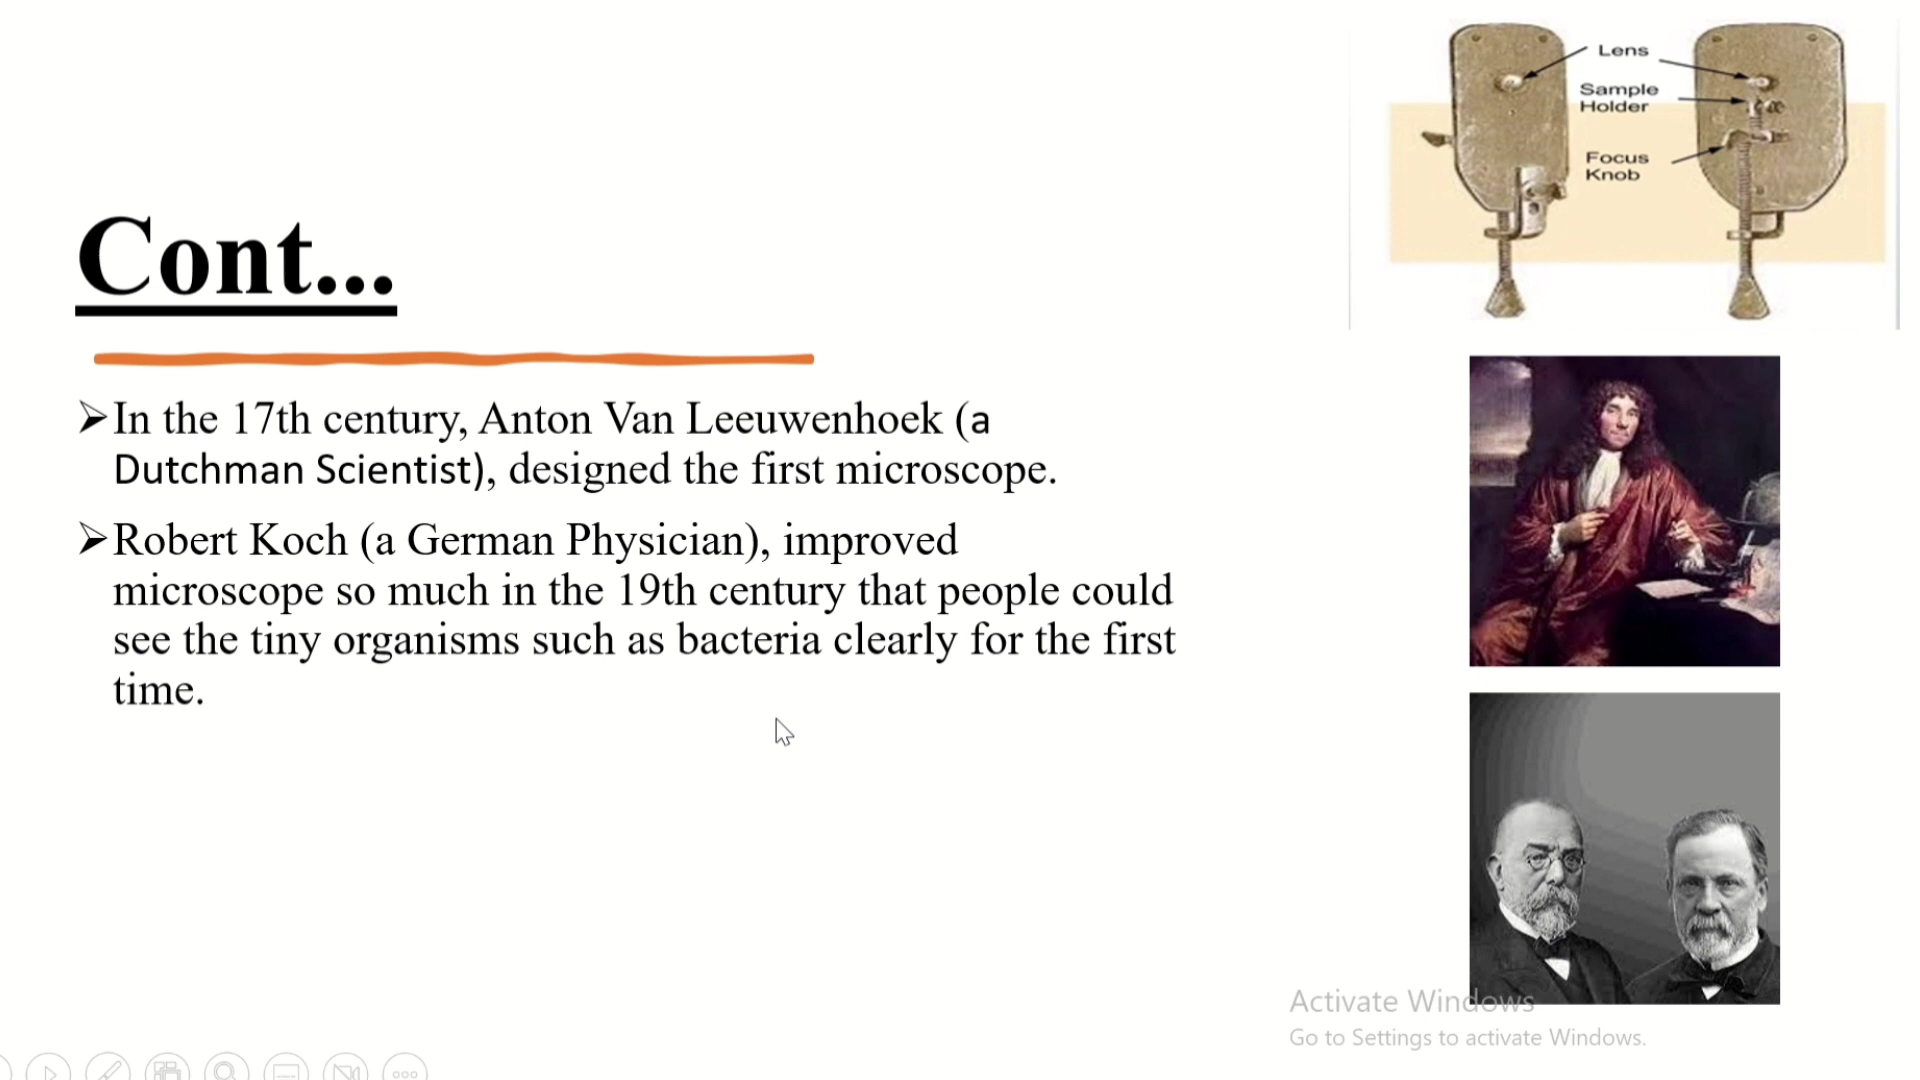 Lens
Sample
Holder
Focus
Knob
Cont...
➢In the 17th century, Anton Van Leeuwenhoek (a
Dutchman Scientist), designed the first microscope.
➢Robert Koch (a German Physician), improved
microscope so much in the 19th century that people could
see the tiny organisms such as bacteria clearly for the first
time.
Activate Windows
Go to Settings to activate Windows.